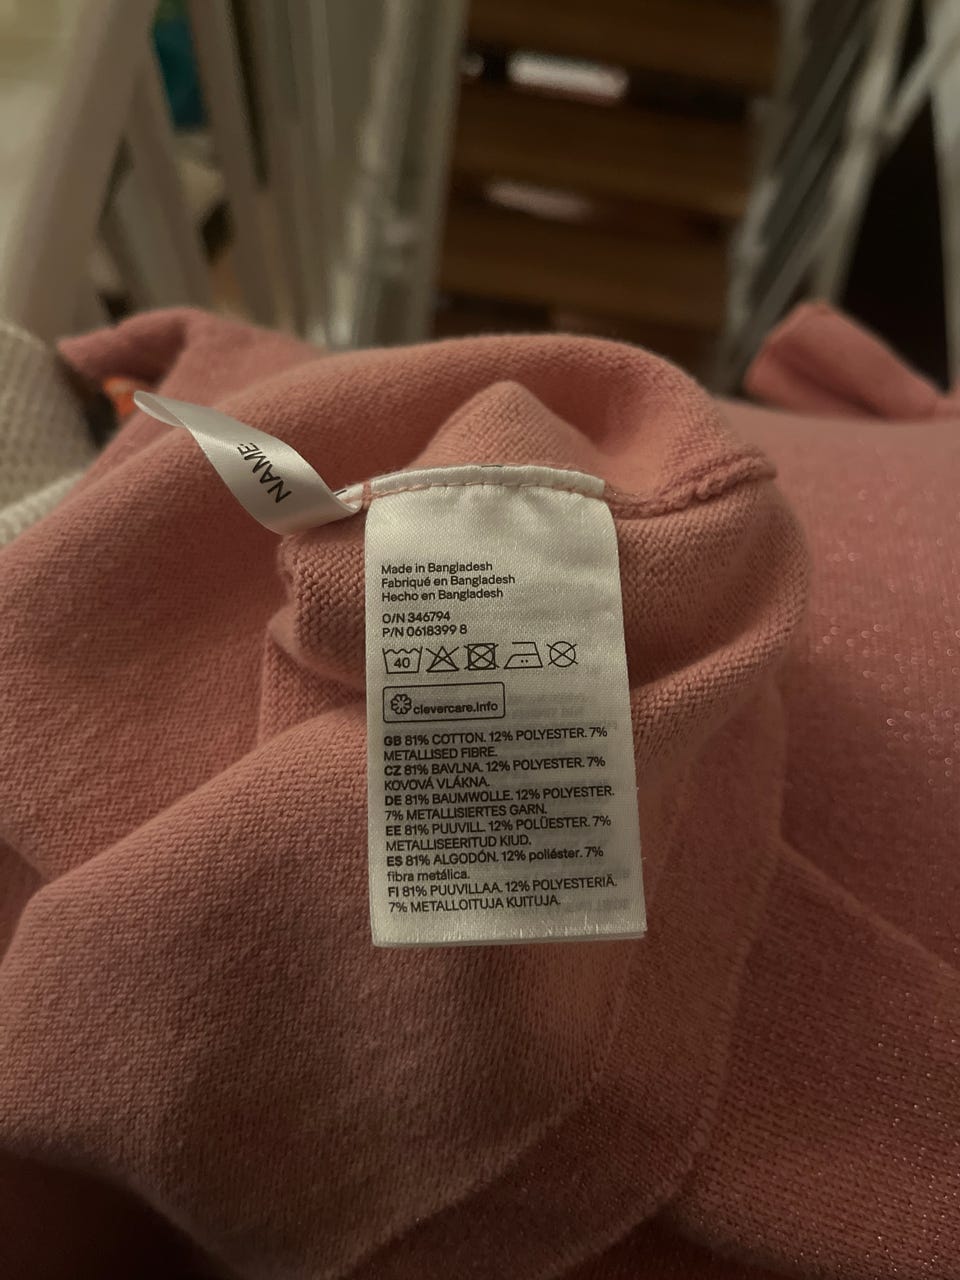 NAME:
Made in Bangladesh
Fabriqué en Bangladesh
Hecho en Bangladesh
O/N 346794
P/N 0618399 8
40
clevercare.info
GB 81% COTTON. 12% POLYESTER. 7%
METALLISED FIBRE.
CZ 81% BAVLNA. 12% POLYESTER. 7%
KOVOVÁ VLÁKNA.
DE 81% BAUMWOLLE. 12% POLYESTER.
7% METALLISIERTES GARN.
EE 81% PUUVILL. 12% POLÜESTER. 7%
METALLISEERITUD KIUD.
ES 81% ALGODÓN. 12% poliéster. 7%
fibra metálica.
FI 81% PUUVILLAA. 12% POLYESTERIÄ.
7% METALLOITUJA KUITUJA.